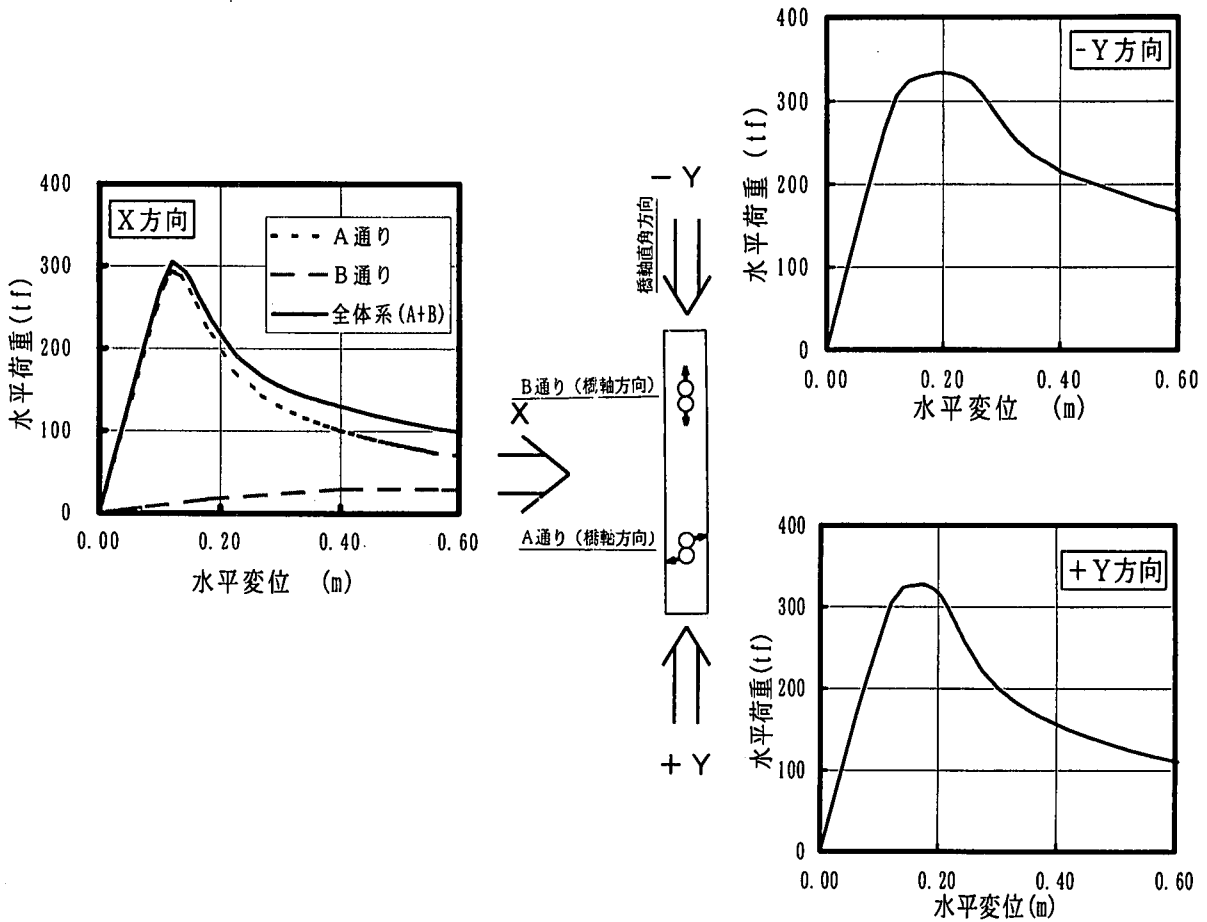 X方向
A通り
B通り
全体系(A+B)
水平荷重(tf)
400
300
200
100
0
0.00 0.20 0.40 0.60
水平変位 (m)
- Y
橋軸直角方向
B通り (橋軸方向)
X
A通り (橋軸方向)
+ Y
-Y方向
水平荷重 (tf)
400
300
200
100
0
0.00 0.20 0.40 0.60
水平変位 (m)
+Y方向
水平荷重(tf)
400
300
200
100
0
0.00 0.20 0.40 0.60
水平変位(m)